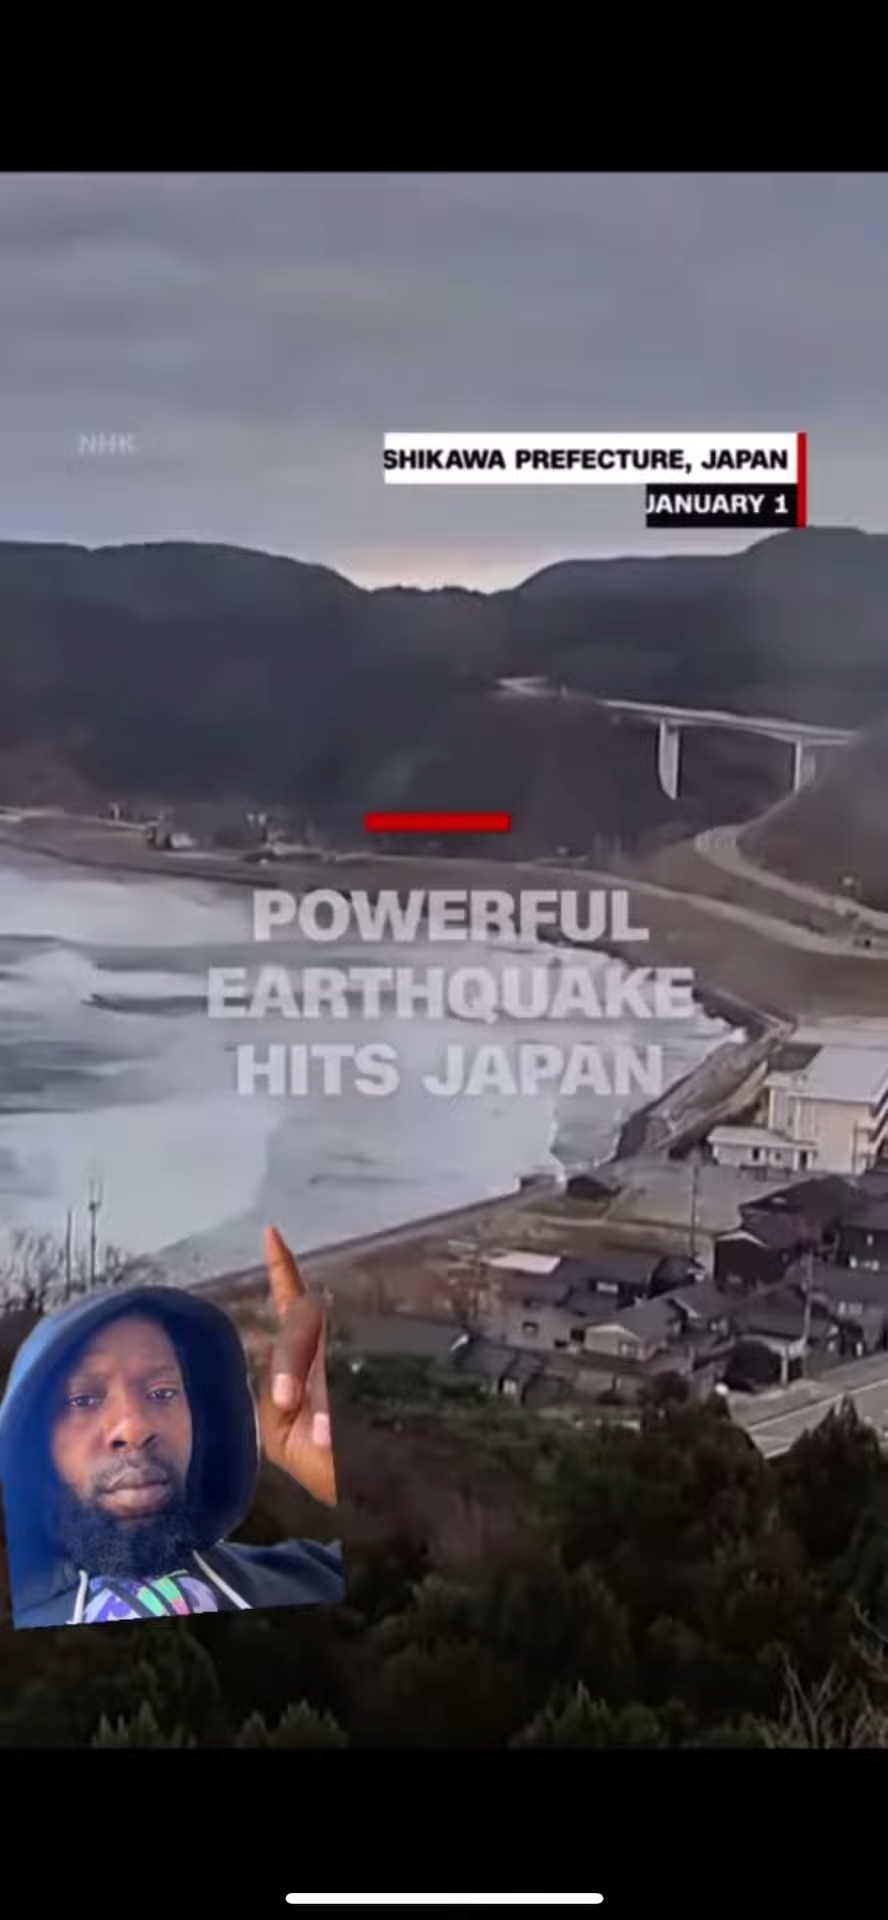 NHK
SHIKAWA PREFECTURE, JAPAN
JANUARY 1
POWERFUL
EARTHQUAKE
HITS JAPAN